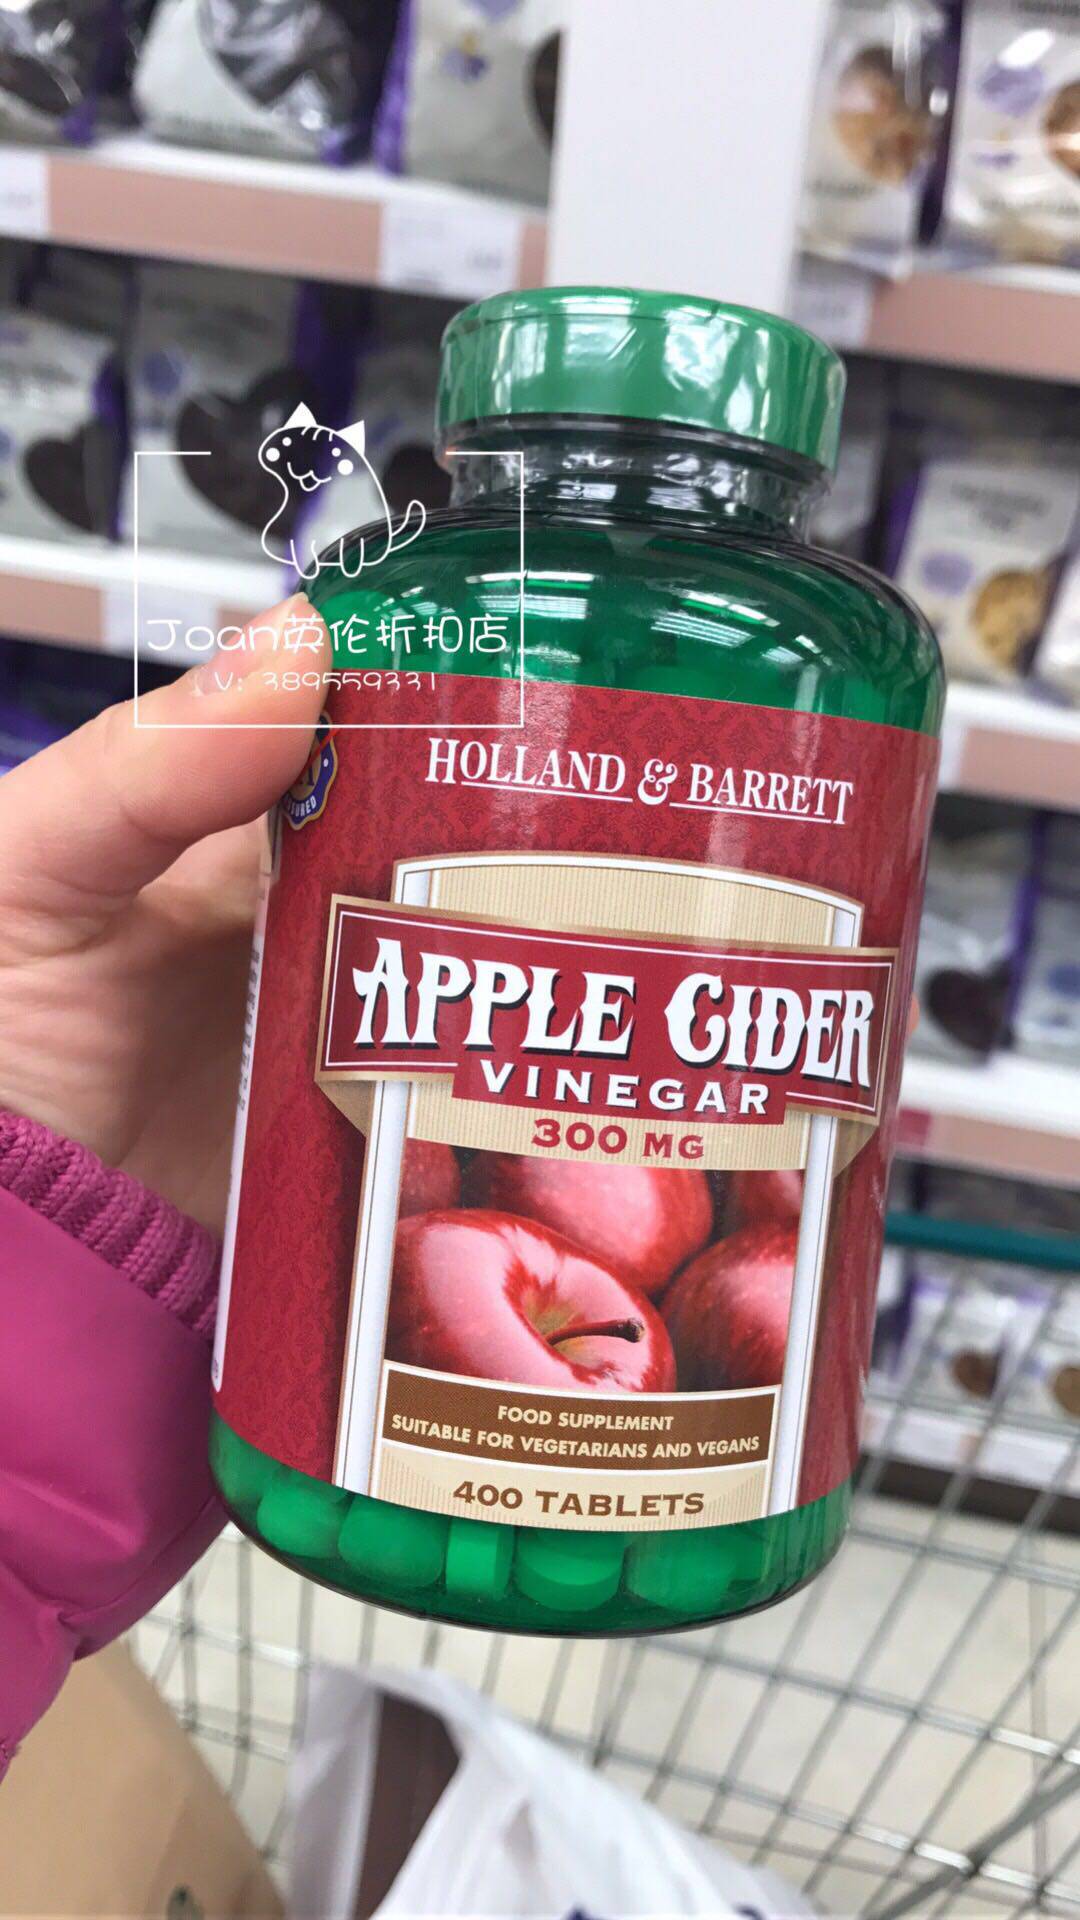 Joan英伦折扣店
V: 389559331
HOLLAND & BARRETT
APPLE CIDER
VINEGAR
300 MG
FOOD SUPPLEMENT
SUITABLE FOR VEGETARIANS AND VEGANS
400 TABLETS